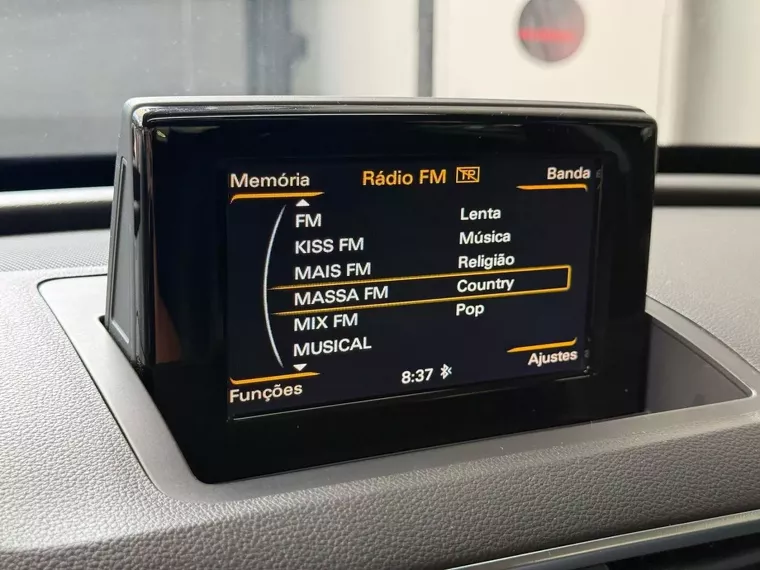 Memória Rádio FM TP Banda
FM Lenta
KISS FM Música
MAIS FM Religião
MASSA FM Country
MIX FM Pop
MUSICAL
Funções 8:37 Ajustes